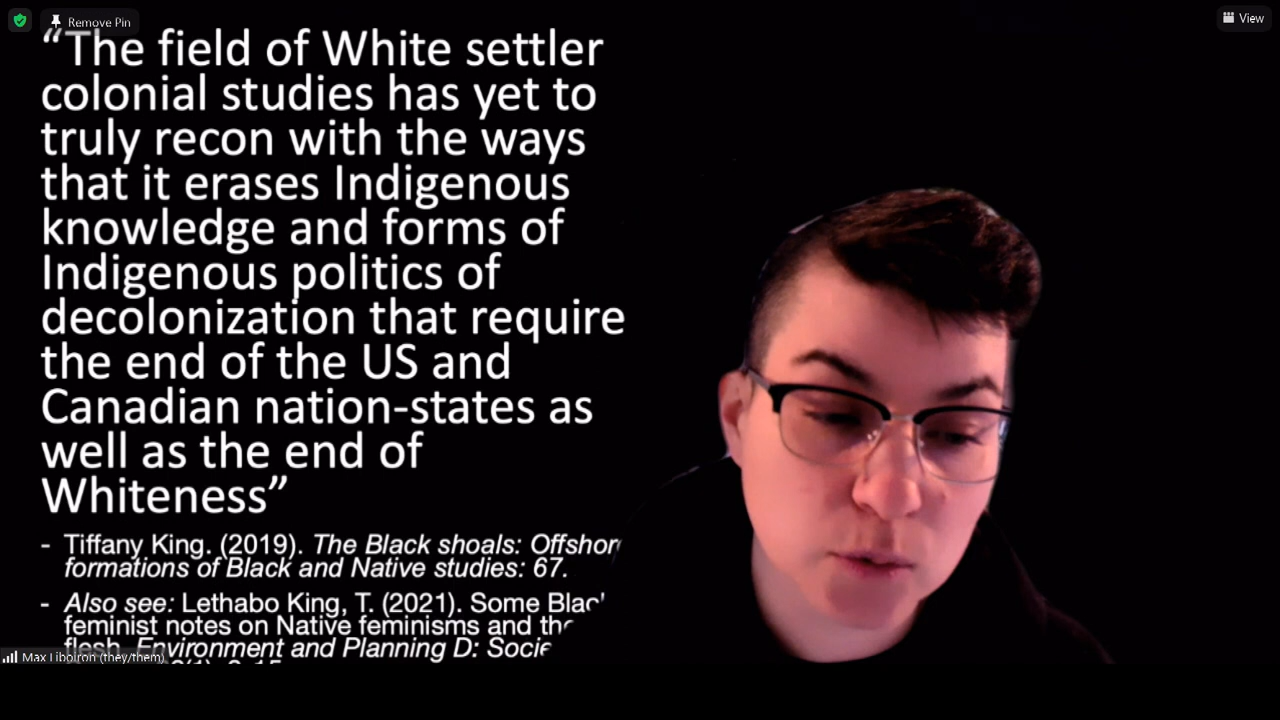 Remove Pin
View
“The field of White settler
colonial studies has yet to
truly recon with the ways
that it erases Indigenous
knowledge and forms of
Indigenous politics of
decolonization that require
the end of the US and
Canadian nation-states as
well as the end of
Whiteness”
- Tiffany King. (2019). The Black shoals: Offshor
formations of Black and Native studies: 67.
- Also see: Lethabo King, T. (2021). Some Blac
feminist notes on Native feminisms and the
flesh. Environment and Planning D: Socie
Max Liboiron (they/them)